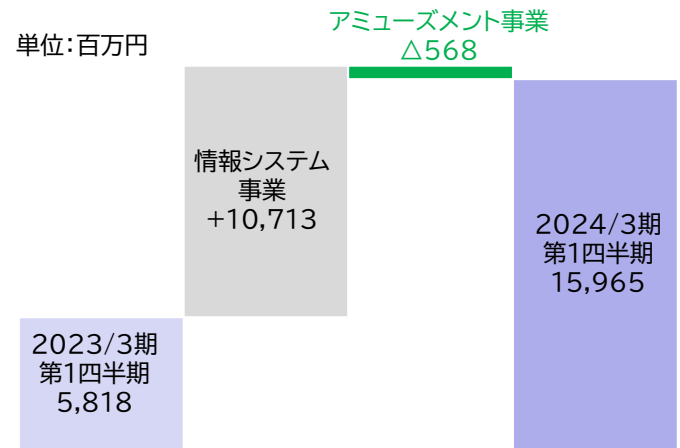 単位：百万円
アミューズメント事業
△568
情報システム
事業
+10,713
2024/3期
第1四半期
15,965
2023/3期
第1四半期
5,818